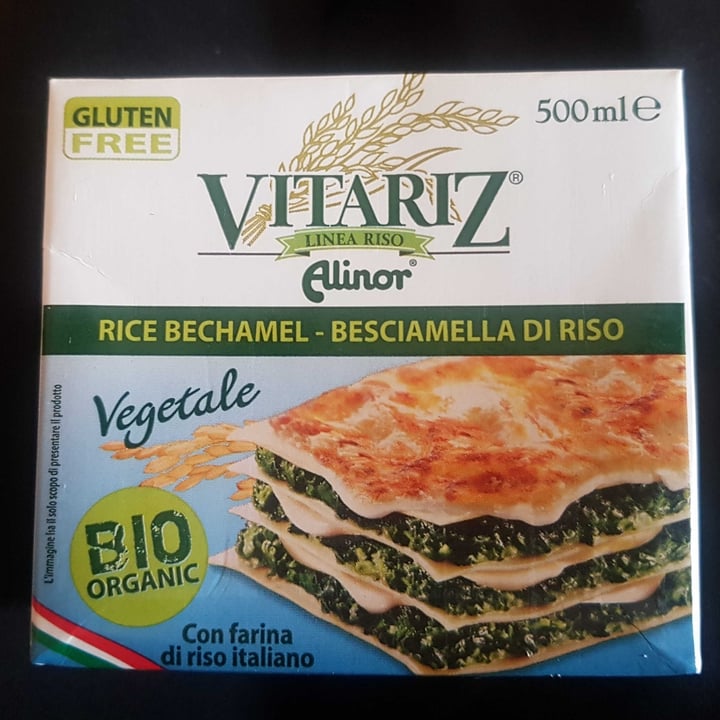 GLUTEN
FREE
500ml℮
VITARIZ®
LINEA RISO
Alinor®
RICE BECHAMEL - BESCIAMELLA DI RISO
Vegetale
L'immagine ha il solo scopo di presentare il prodotto
BIO
ORGANIC
Con farina
di riso italiano